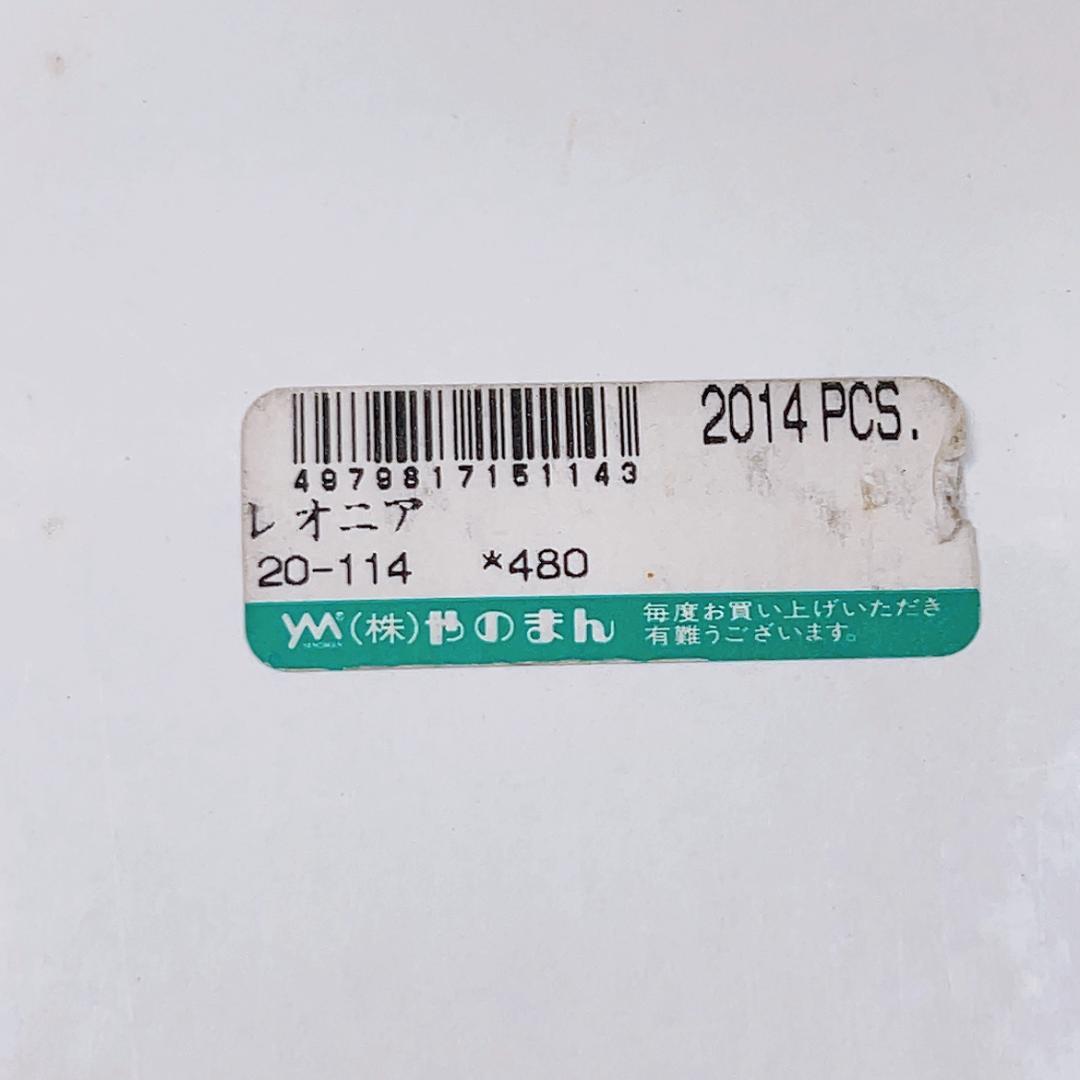 2014 PCS.
4979817151143
レオニア
20-114 *480
YM (株)やのまん
毎度お買い上げいただき
有難うございます。